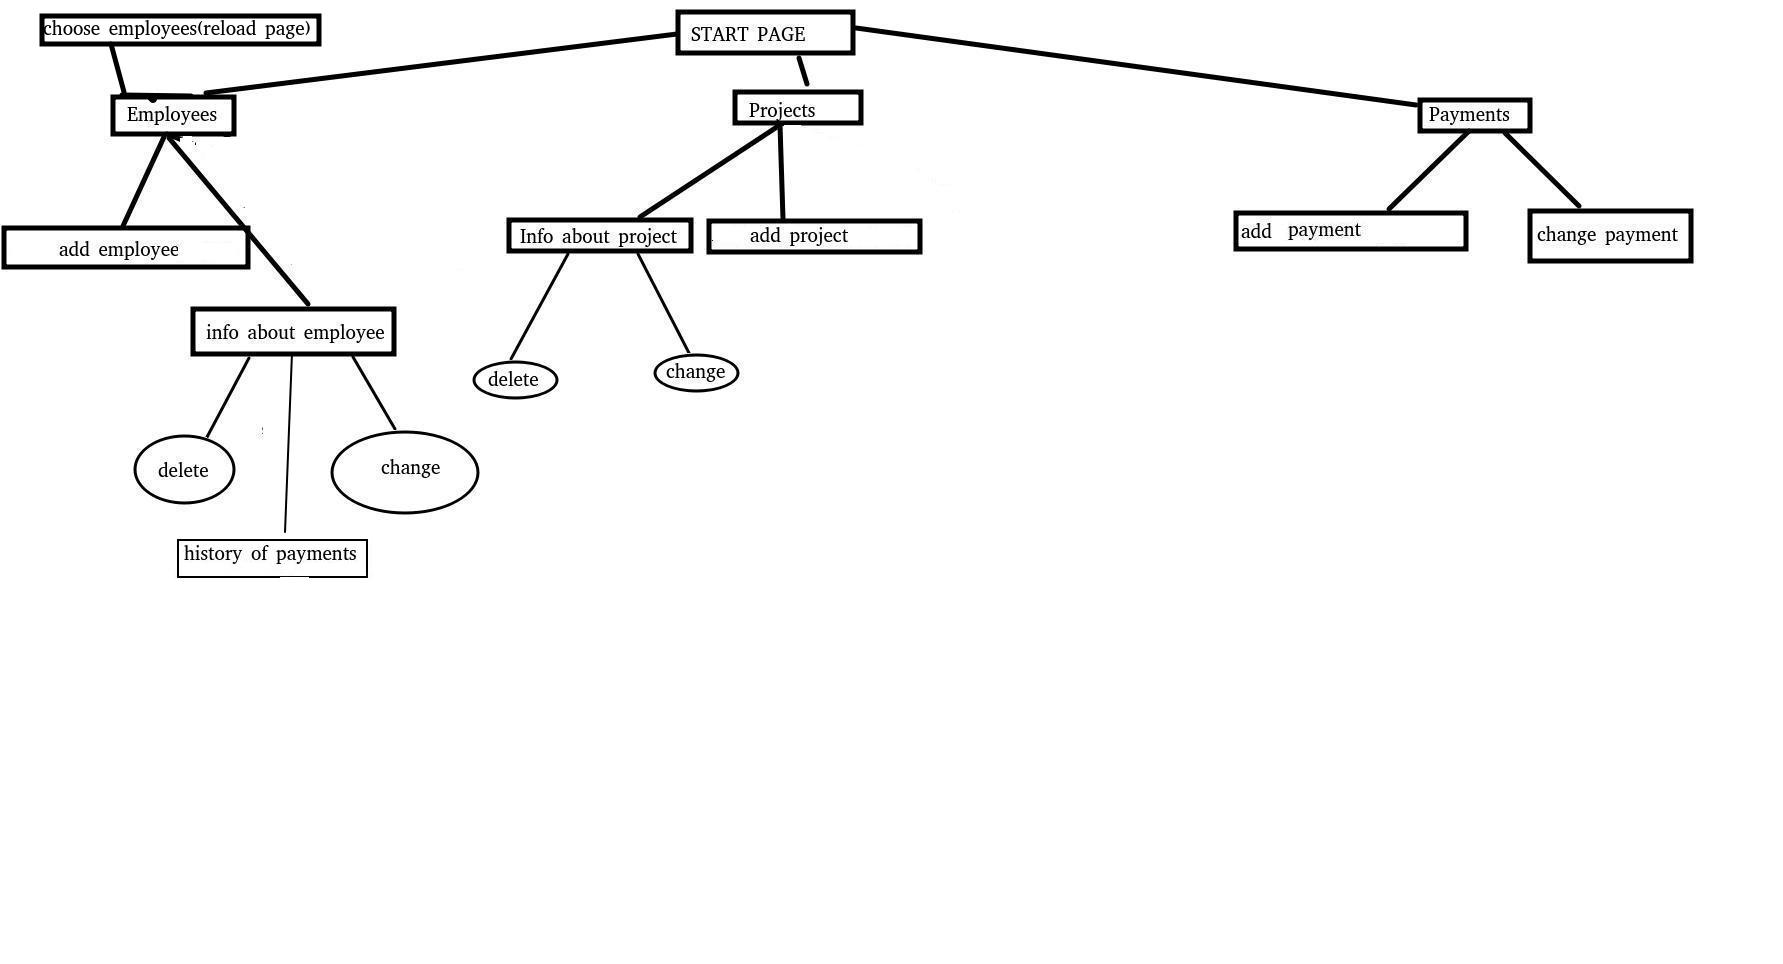 choose employees(reload page)
START PAGE
Employees
Projects
Payments
add employee
Info about project
add project
add payment
change payment
info about employee
delete
change
delete
change
history of payments